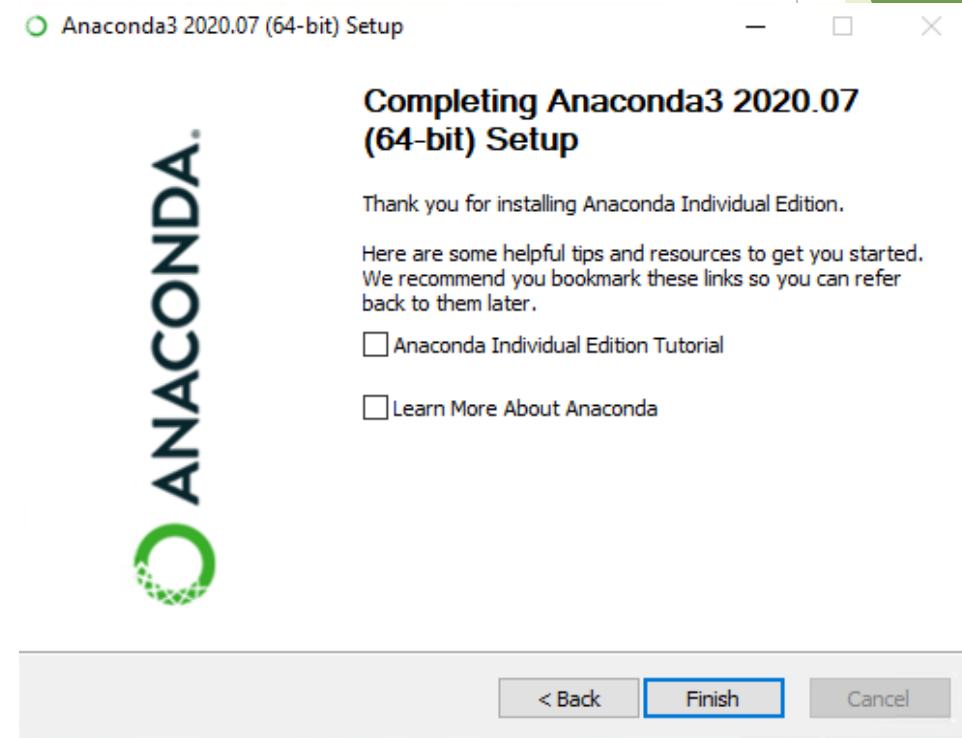 Anaconda3 2020.07 (64-bit) Setup
Completing Anaconda3 2020.07
(64-bit) Setup
ANACONDA.
Thank you for installing Anaconda Individual Edition.
Here are some helpful tips and resources to get you started.
We recommend you bookmark these links so you can refer
back to them later.
Anaconda Individual Edition Tutorial
Learn More About Anaconda
< Back
Finish
Cancel